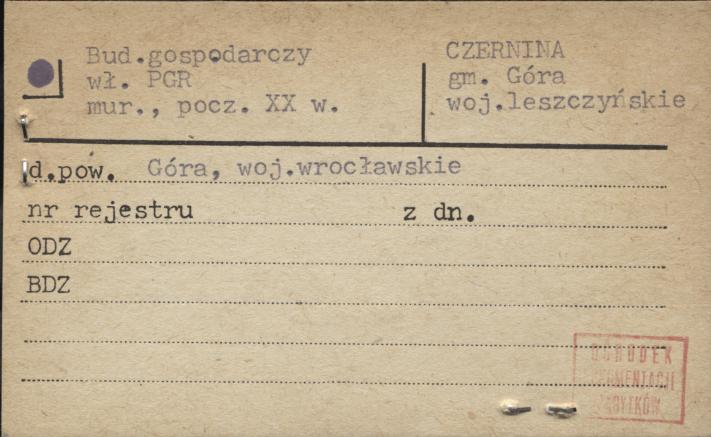 Bud.gospodarczy
wł. PGR
mur., pocz. XX w.
CZERNINA
gm. Góra
woj.leszczyńskie
d.pow. Góra, woj.wrocławskie
nr rejestru z dn.
ODZ
BDZ
OŚRODEK
DOKUMENTACJI
ZABYTKÓW